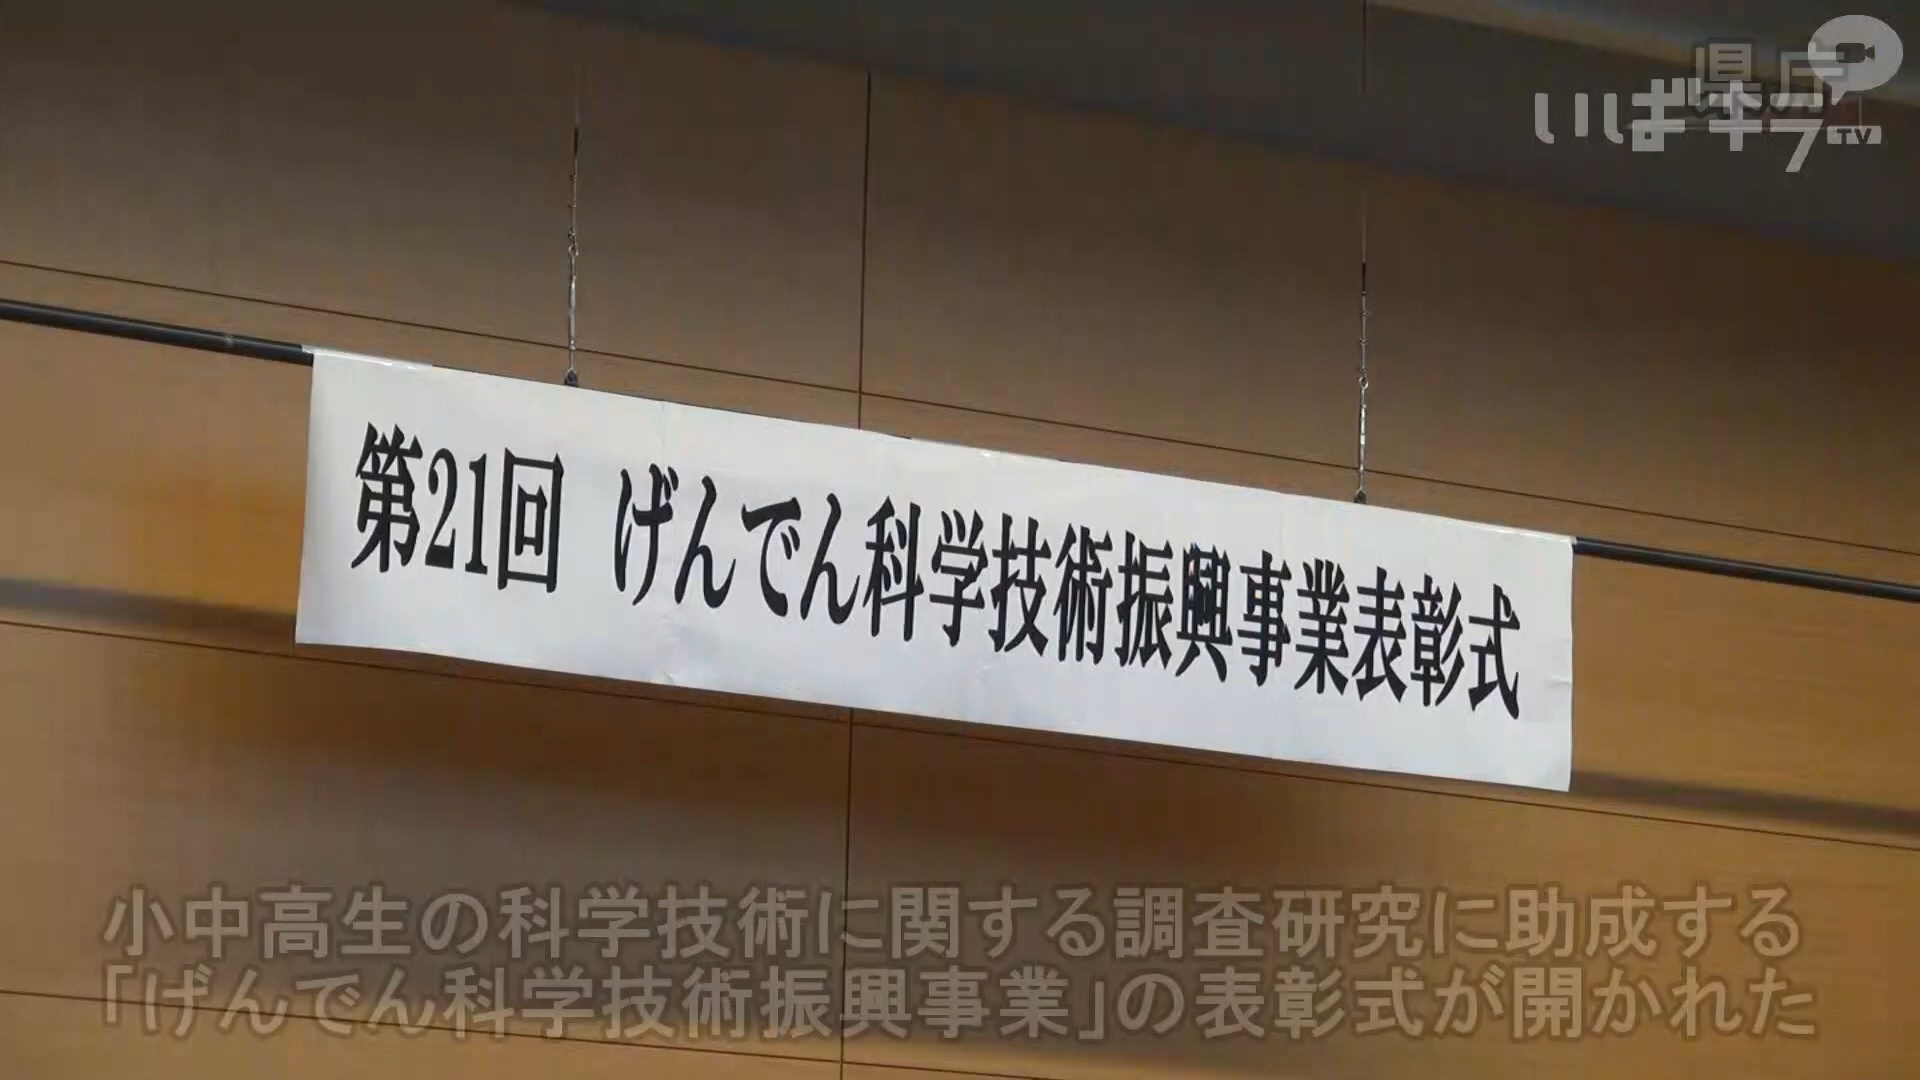 県庁
いばキラTV
第21回 げんでん科学技術振興事業表彰式
小中高生の科学技術に関する調査研究に助成する
「げんでん科学技術振興事業」の表彰式が開かれた